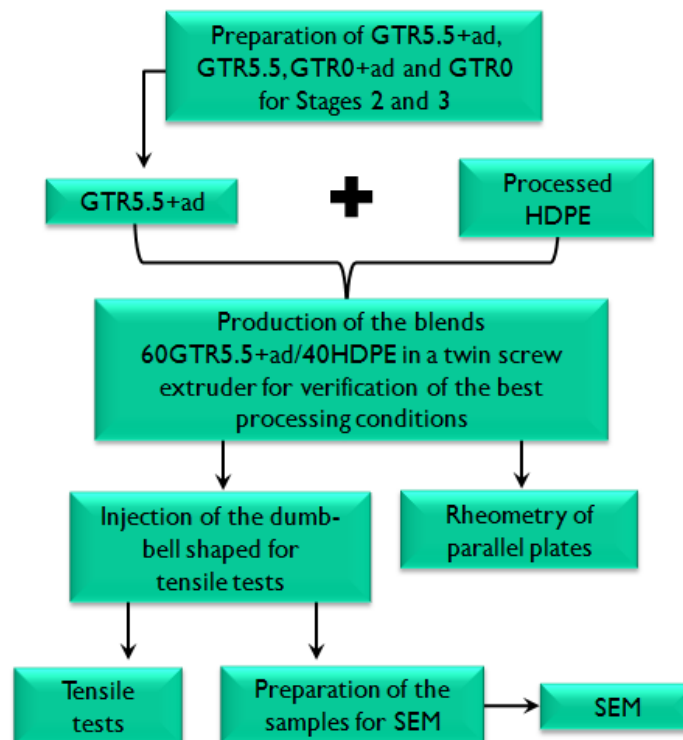 Preparation of GTR5.5+ad,
GTR5.5, GTR0+ad and GTR0
for Stages 2 and 3
GTR5.5+ad
+
Processed
HDPE
Production of the blends
60GTR5.5+ad/40HDPE in a twin screw
extruder for verification of the best
processing conditions
Injection of the dumb-
bell shaped for
tensile tests
Rheometry of
parallel plates
Tensile
tests
Preparation of the
samples for SEM
SEM